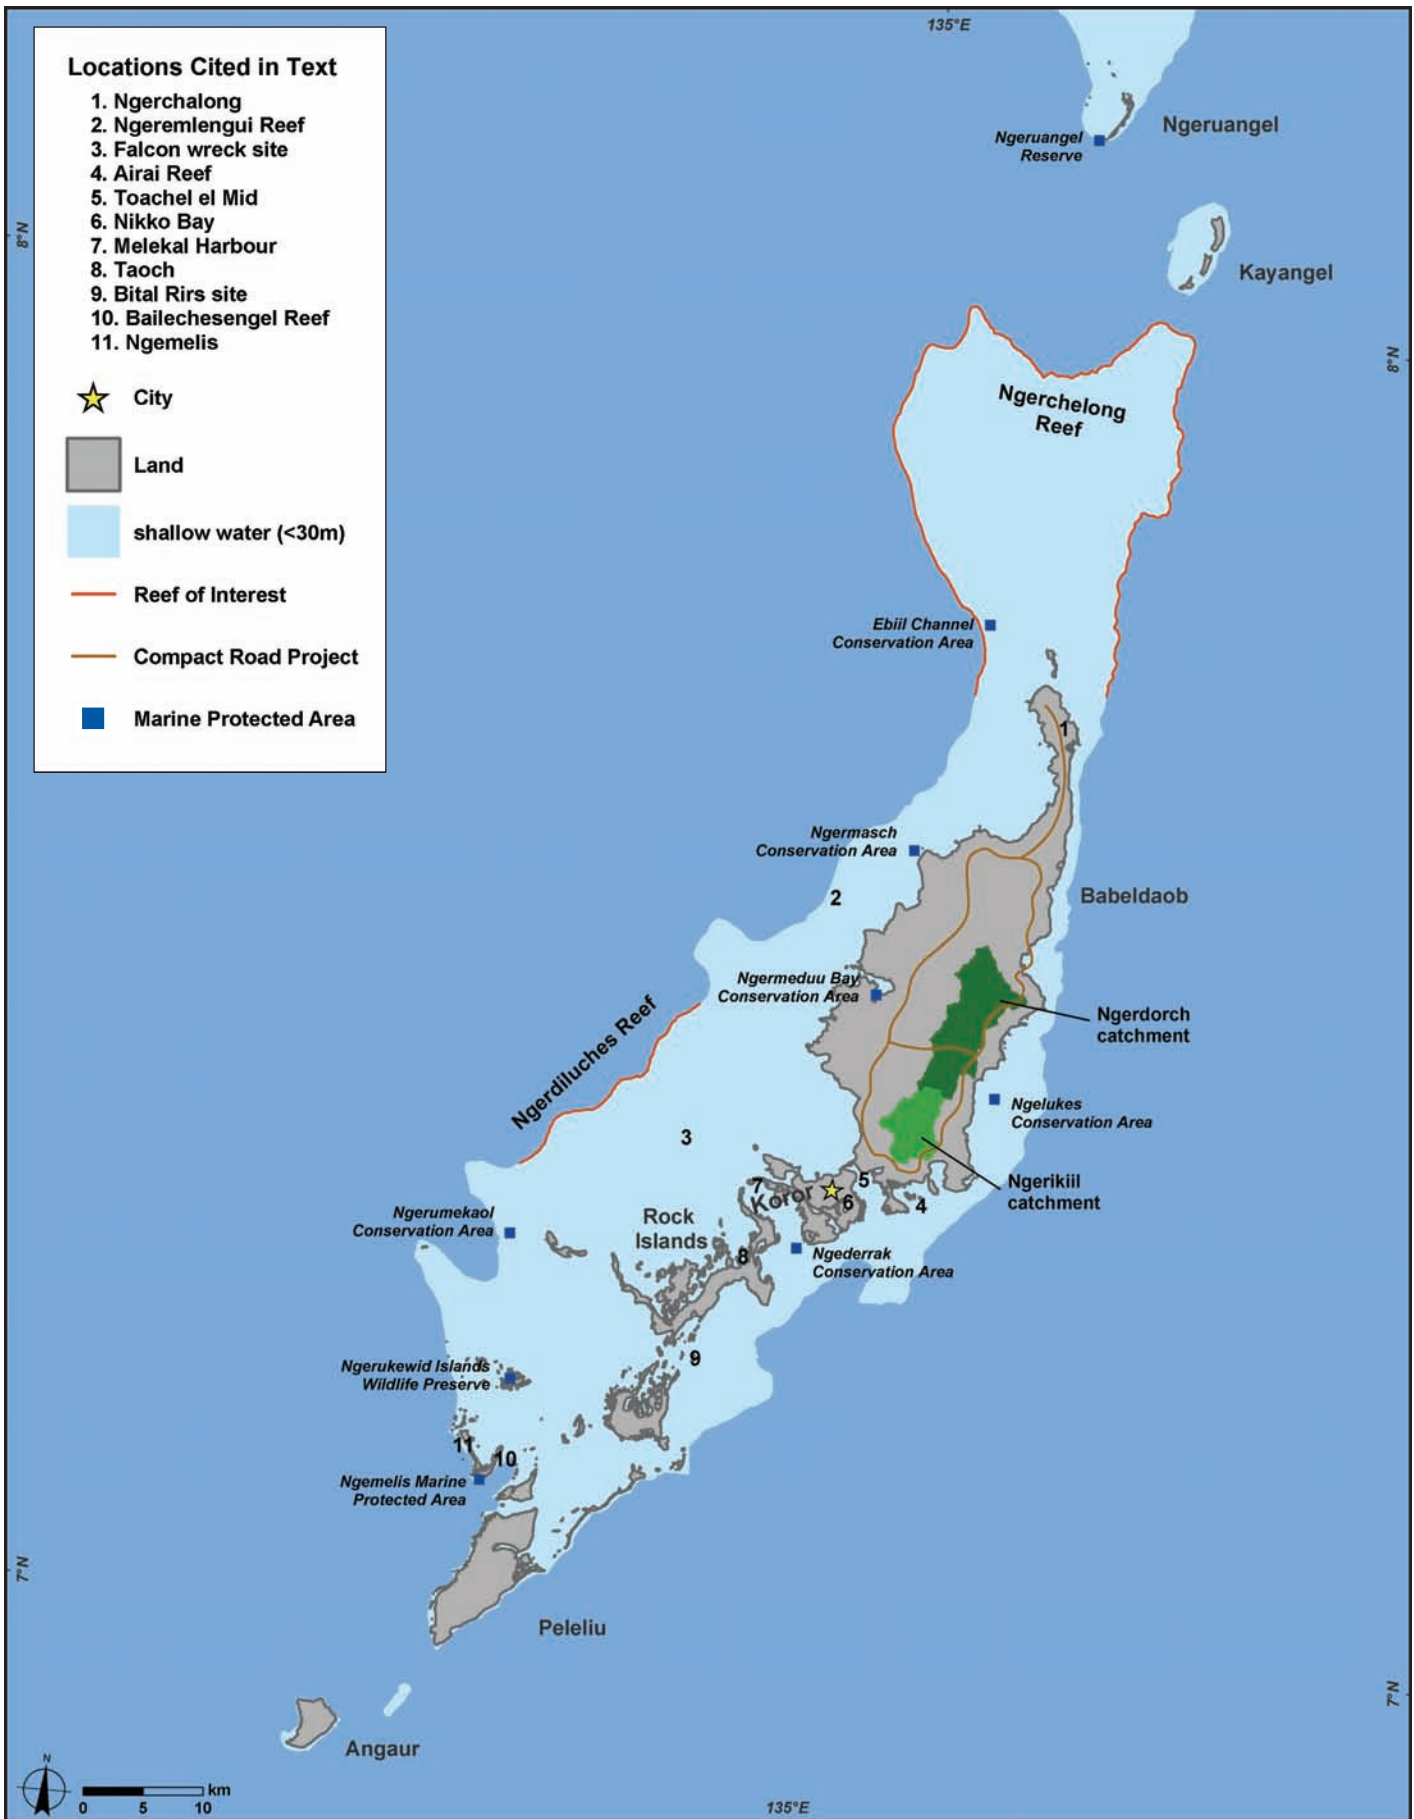 135°E
Locations Cited in Text
1. Ngerchalong
2. Ngeremlengui Reef
3. Falcon wreck site
4. Airai Reef
5. Toachel el Mid
6. Nikko Bay
7. Melekal Harbour
8. Taoch
9. Bital Rirs site
10. Bailechesengel Reef
11. Ngemelis
City
Land
shallow water (<30m)
Reef of Interest
Compact Road Project
Marine Protected Area
Ngeruangel
Reserve
Ngeruangel
8°N
Kayangel
8°N
Ngerchelong
Reef
Ebiil Channel
Conservation Area
1
Ngermasch
Conservation Area
2
Babeldaob
Ngermeduu Bay
Conservation Area
Ngerdorch
catchment
Ngerdiluches Reef
Ngelukes
Conservation Area
3
Ngerikiil
catchment
5
7
Koror
6
4
Ngerumekaol
Conservation Area
Rock
Islands
8
Ngederrak
Conservation Area
9
Ngerukewid Islands
Wildlife Preserve
11
10
Ngemelis Marine
Protected Area
7°N
Peleliu
7°N
Angaur
N
km
0 5 10
135°E